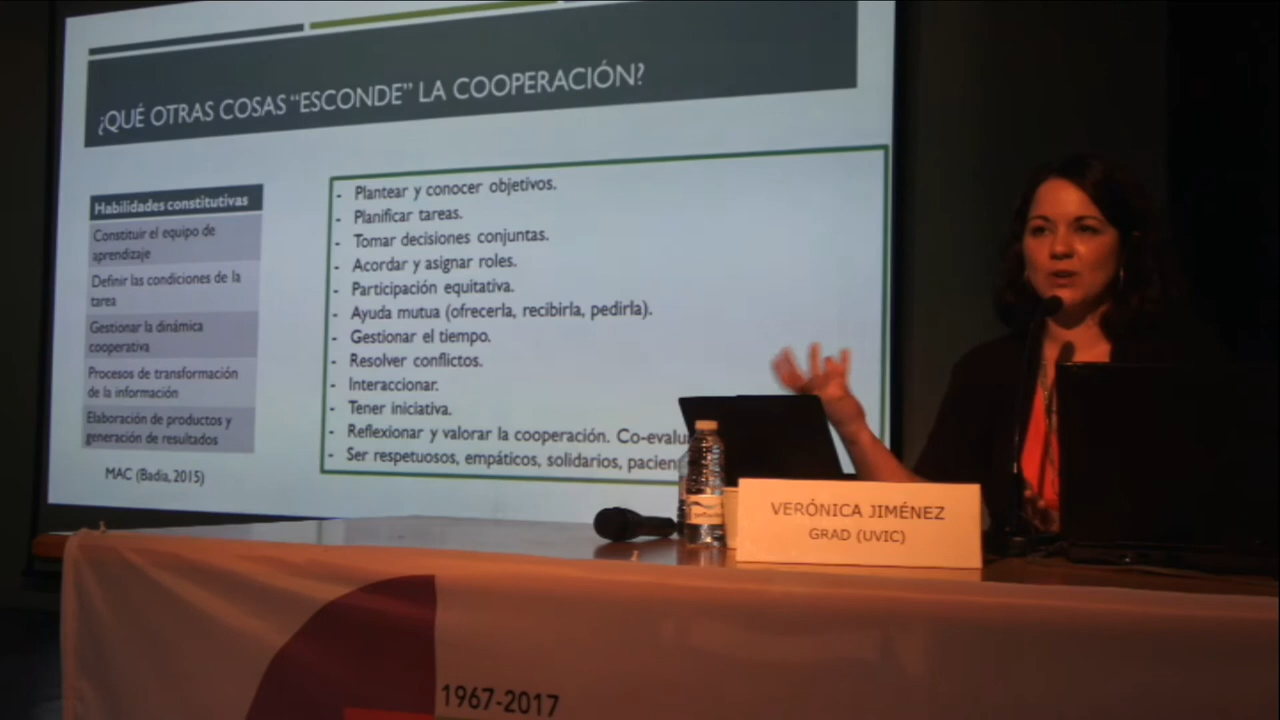 ¿QUÉ OTRAS COSAS “ESCONDE” LA COOPERACIÓN?
Habilidades constitutivas
Constituir el equipo de
aprendizaje
Definir las condiciones de la
tarea
Gestionar la dinámica
cooperativa
Procesos de transformación
de la información
Elaboración de productos y
generación de resultados
MAC (Badia, 2015)
- Plantear y conocer objetivos.
- Planificar tareas.
- Tomar decisiones conjuntas.
- Acordar y asignar roles.
- Participación equitativa.
- Ayuda mutua (ofrecerla, recibirla, pedirla).
- Gestionar el tiempo.
- Resolver conflictos.
- Interaccionar.
- Tener iniciativa.
- Reflexionar y valorar la cooperación. Co-evalu
- Ser respetuosos, empáticos, solidarios, pacien
VERÓNICA JIMÉNEZ
GRAD (UVIC)
1967-2017